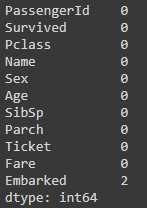 PassengerId 0
Survived 0
Pclass 0
Name 0
Sex 0
Age 0
SibSp 0
Parch 0
Ticket 0
Fare 0
Embarked 2
dtype: int64